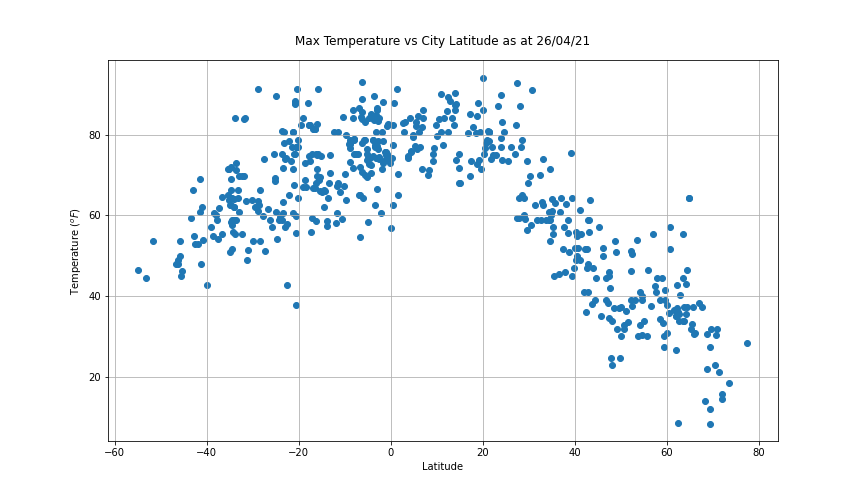 Max Temperature vs City Latitude as at 26/04/21
Temperature (°F)
80
60
40
20
−60 −40 −20 0 20 40 60 80
Latitude